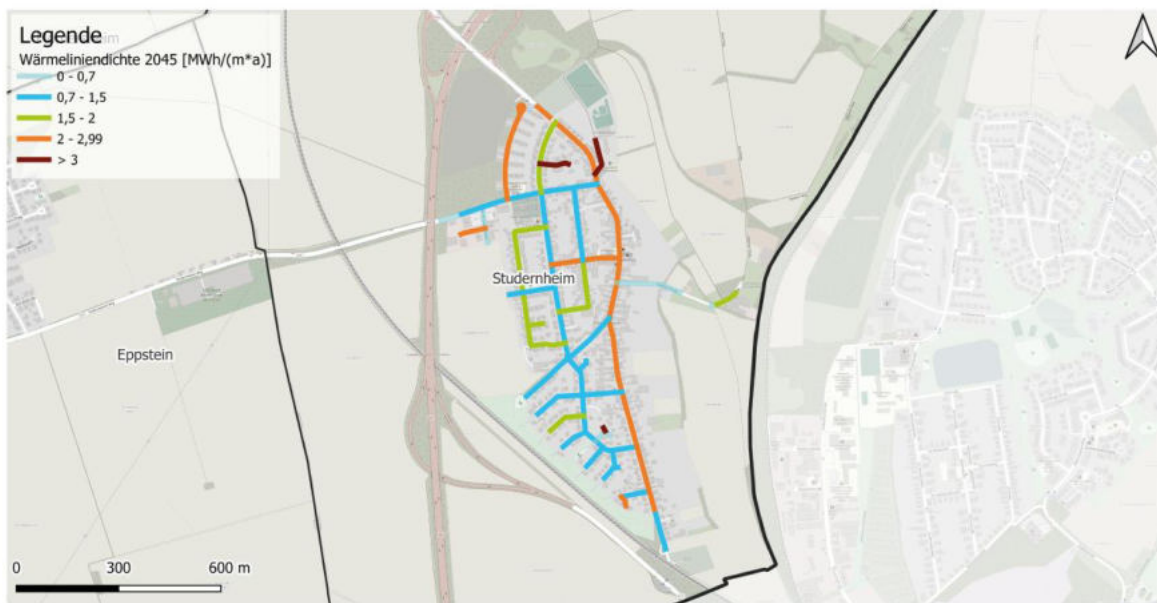 Legende
Wärmeliniendichte 2045 [MWh/(m*a)]
0 - 0,7
0,7 - 1,5
1,5 - 2
2 - 2,99
> 3
Studernheim
Eppstein
0 300 600 m